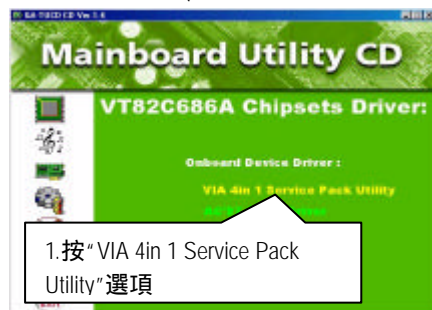 Mainboard Utility CD
VT82C686A Chipsets Driver:
Onboard Device Driver :
VIA 4in 1 Service Pack Utility
1.按“VIA 4in 1 Service Pack
Utility”選項